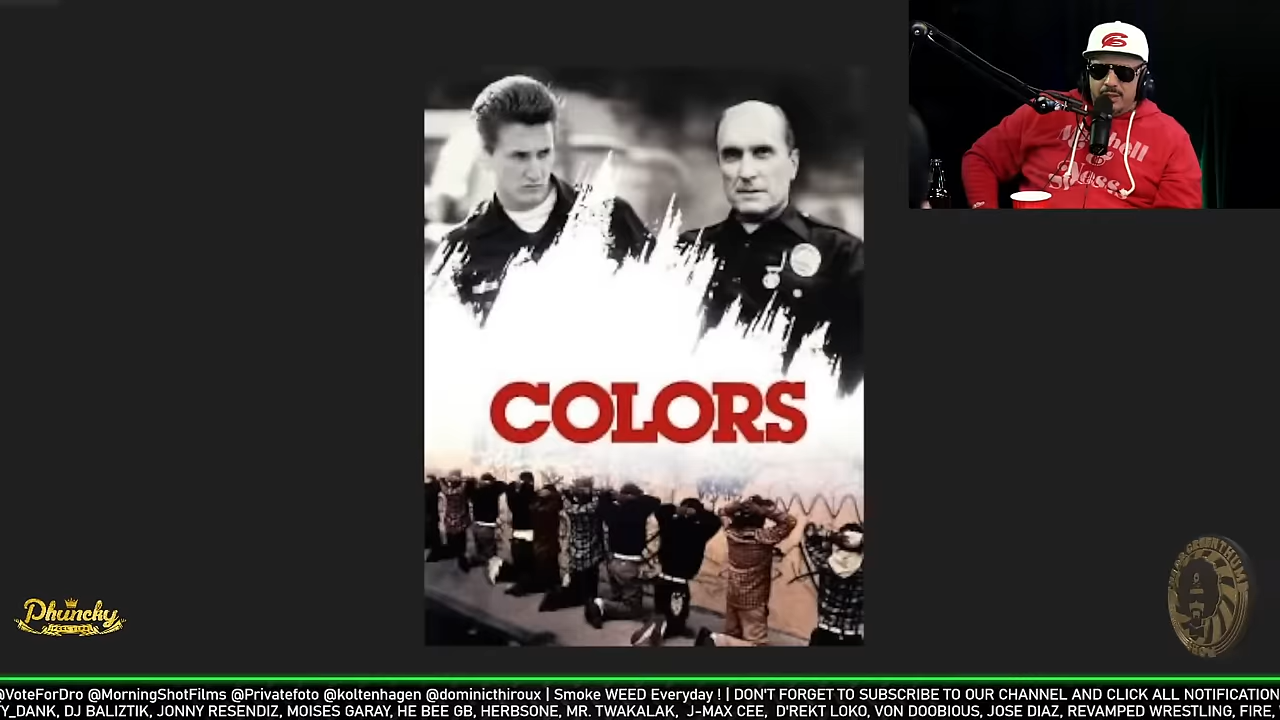 Mitchell
&
Ness
COLORS
Phuncky
@VoteForDro @MorningShotFilms @Privatefoto @koltenhagen @dominicthiroux | Smoke WEED Everyday ! | DON'T FORGET TO SUBSCRIBE TO OUR CHANNEL AND CLICK ALL NOTIFICATION
Y_DANK, DJ BALIZTIK, JONNY RESENDIZ, MOISES GARAY, HE BEE GB, HERBSONE, MR. TWAKALAK, J-MAX CEE, D'REKT LOKO, VON DOOBIOUS, JOSE DIAZ, REVAMPED WRESTLING, FIRE,